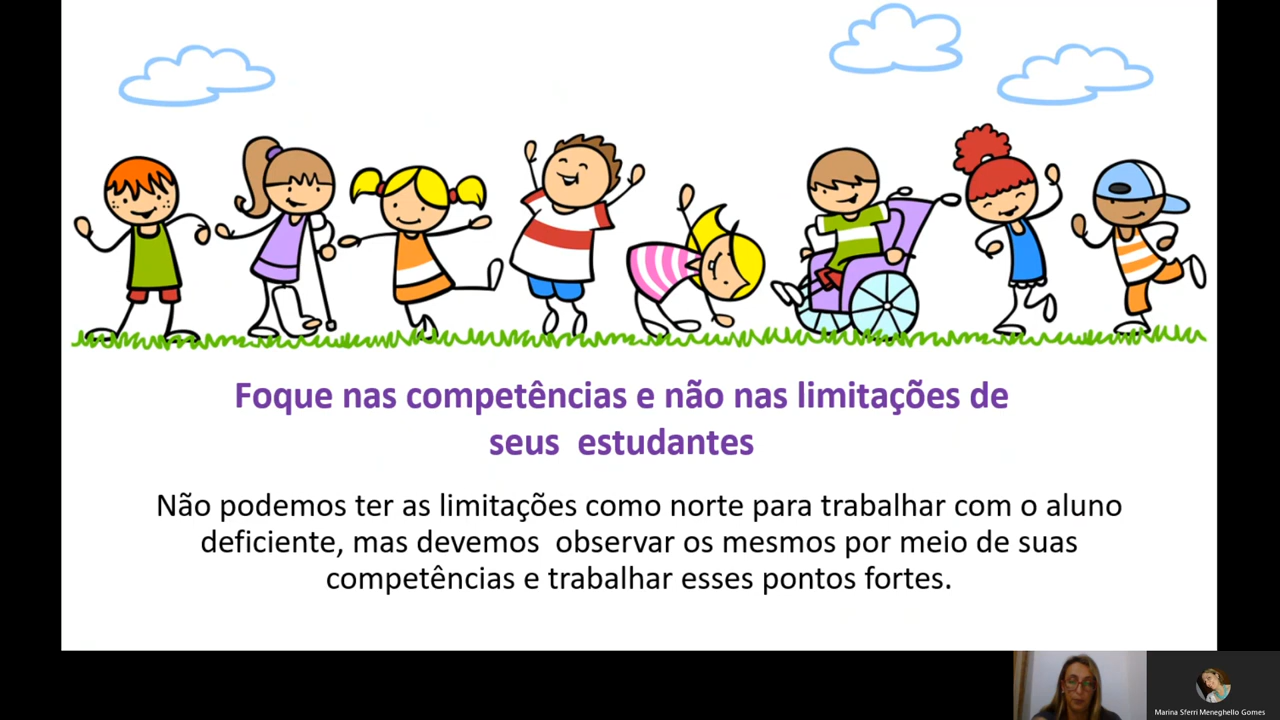 Foque nas competências e não nas limitações de
seus estudantes
Não podemos ter as limitações como norte para trabalhar com o aluno
deficiente, mas devemos observar os mesmos por meio de suas
competências e trabalhar esses pontos fortes.
Marina Sferri Meneghello Gomes